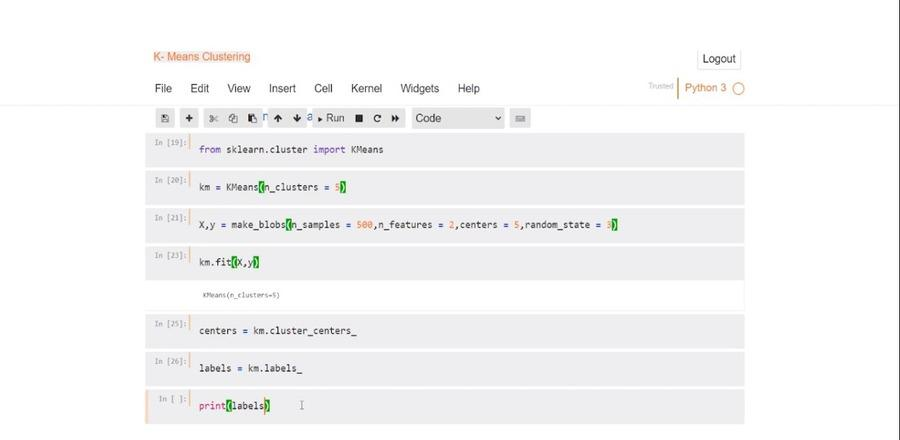 K- Means Clustering
Logout
File Edit View Insert Cell Kernel Widgets Help
Trusted
Python 3
Run
Code
In [19]:
from sklearn.cluster import KMeans
In [20]:
km = KMeans(n_clusters = 5)
In [21]:
X,y = make_blobs(n_samples = 500,n_features = 2,centers = 5,random_state = 3)
In [23]:
km.fit(X,y)
KMeans(n_clusters=5)
In [25]:
centers = km.cluster_centers_
In [26]:
labels = km.labels_
In [ ]:
print(labels)